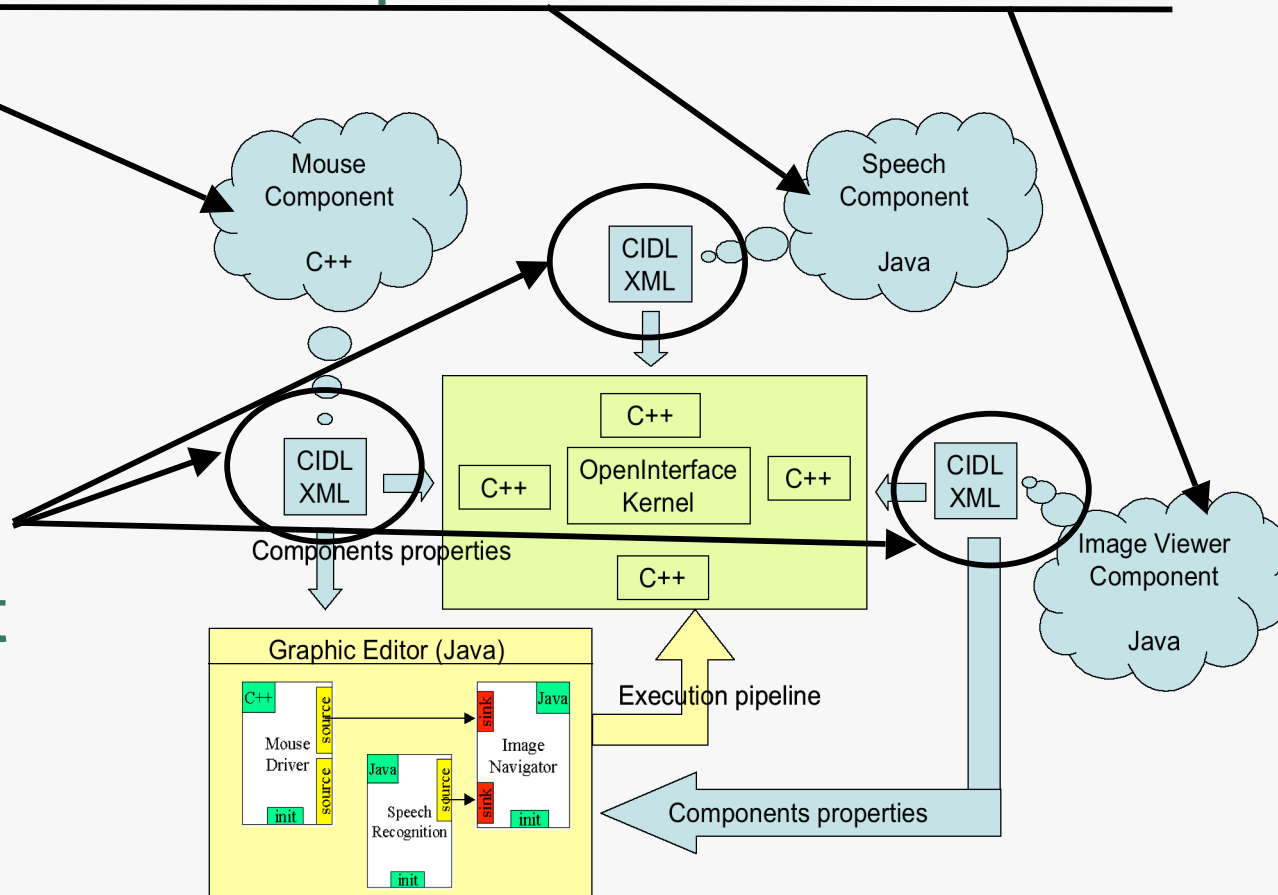 Mouse
Component
C++
Speech
Component
Java
CIDL
XML
C++
CIDL
XML
C++
OpenInterface
Kernel
C++
CIDL
XML
Components properties
C++
Image Viewer
Component
Java
Graphic Editor (Java)
Execution pipeline
C++
source
Mouse
Driver
source
init
Java
source
Speech
Recognition
init
sink
Java
Image
Navigator
sink
init
Components properties